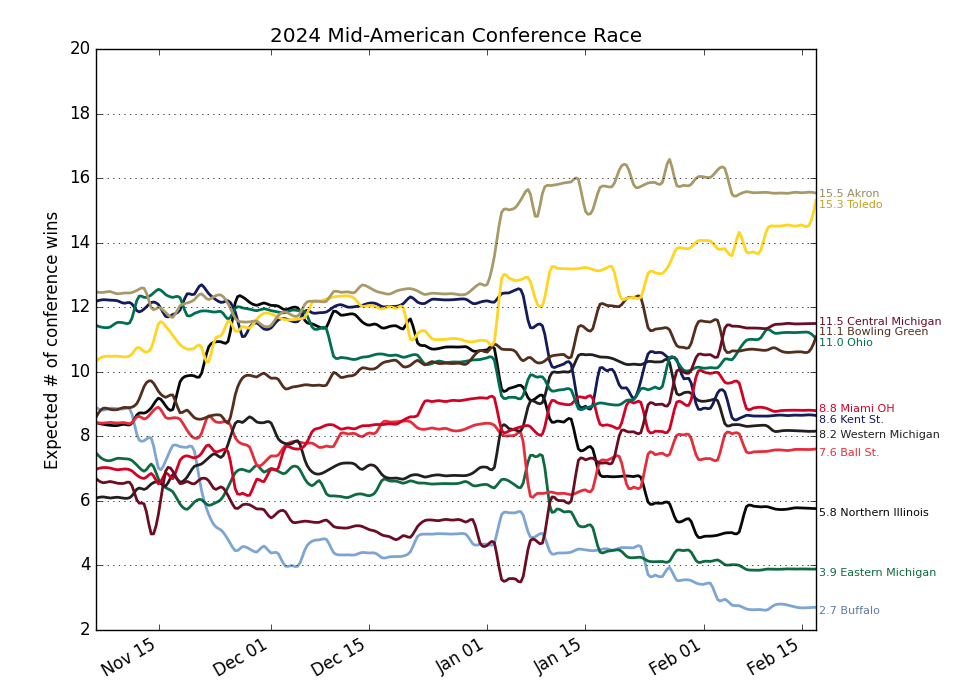 2024 Mid-American Conference Race
Expected # of conference wins
20
18
16
14
12
10
8
6
4
2
15.5 Akron
15.3 Toledo
11.5 Central Michigan
11.1 Bowling Green
11.0 Ohio
8.8 Miami OH
8.6 Kent St.
8.2 Western Michigan
7.6 Ball St.
5.8 Northern Illinois
3.9 Eastern Michigan
2.7 Buffalo
Nov 15
Dec 01
Dec 15
Jan 01
Jan 15
Feb 01
Feb 15